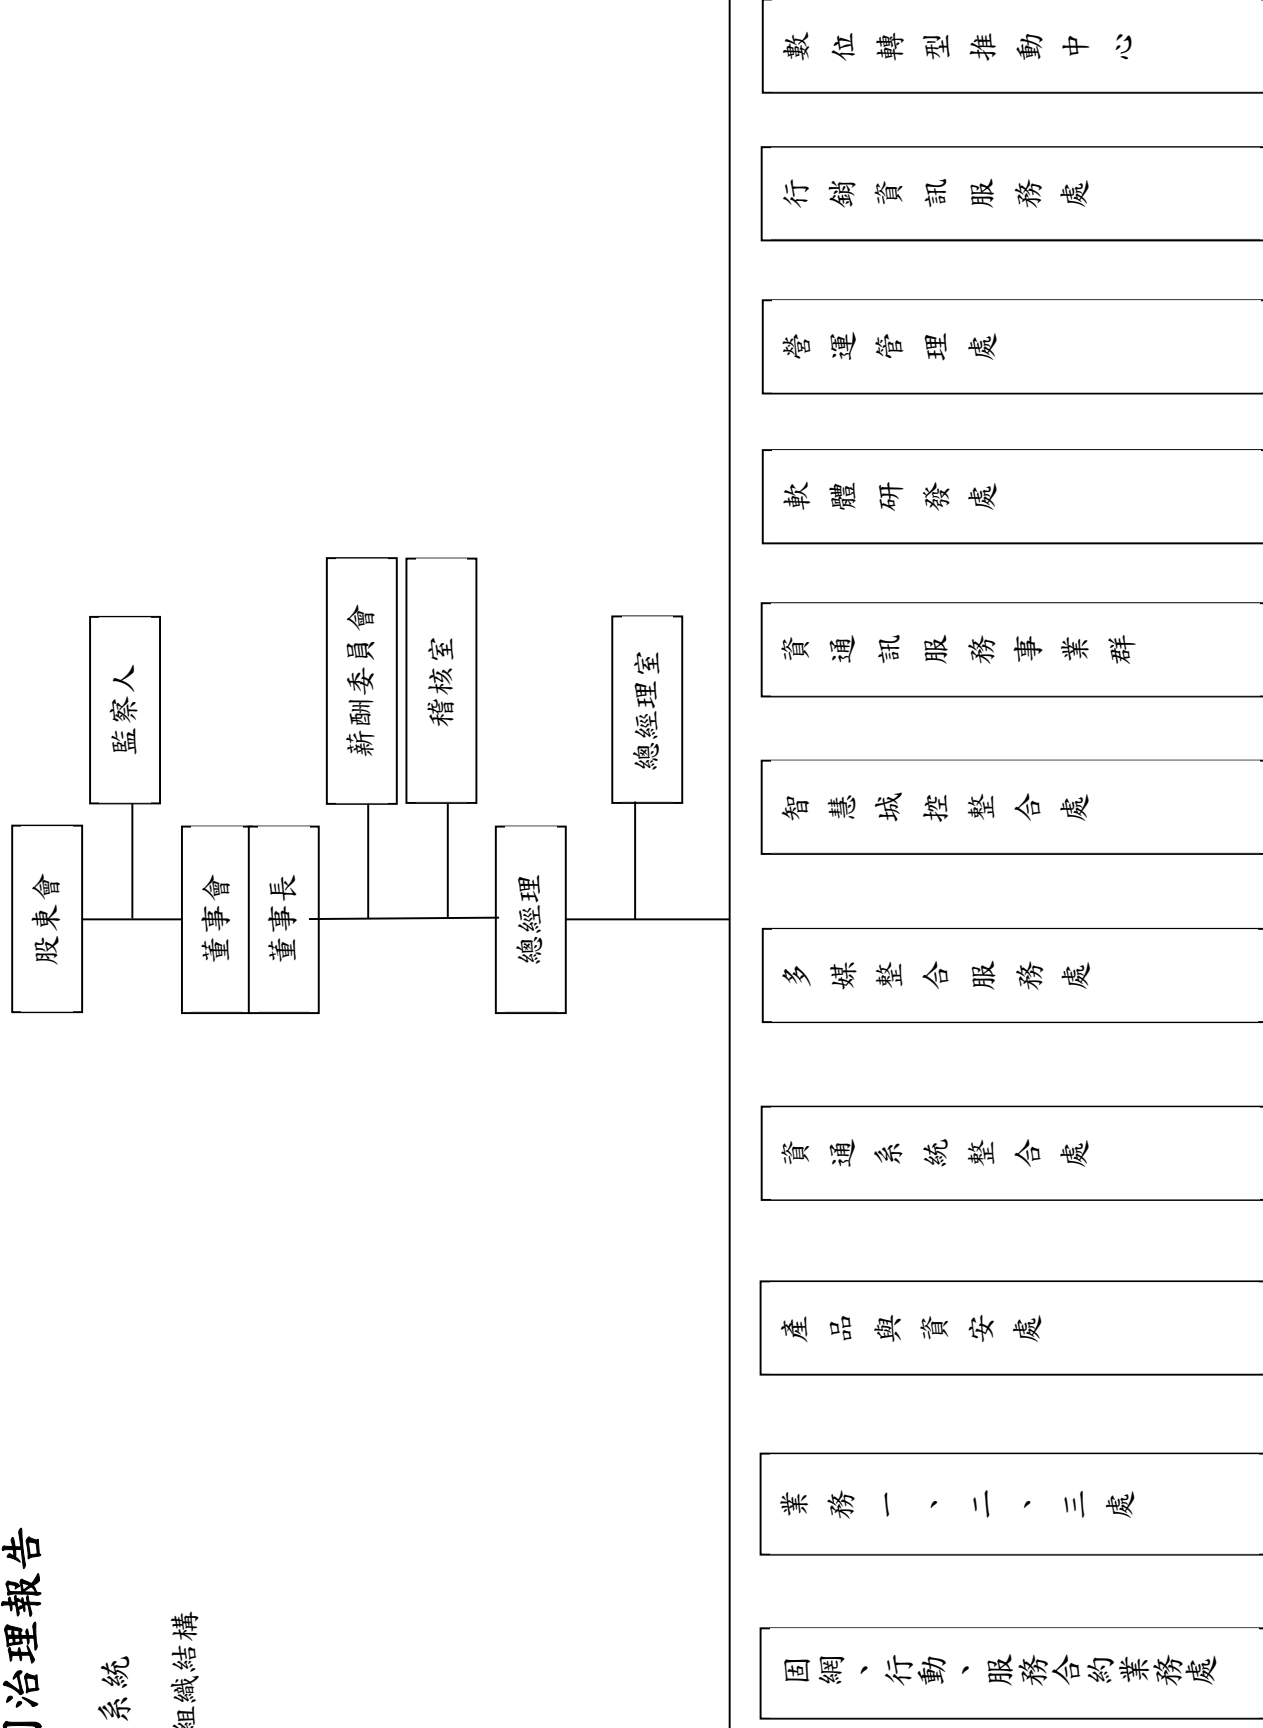 治理報告
系統
組織結構
股東會
監察人
董事會
董事長
薪酬委員會
稽核室
總經理
總經理室
固網、行動、服務合約業務處
業務一、二、三處
產品與資安處
資通系統整合處
多媒整合服務處
智慧城控整合處
資通訊服務事業群
軟體研發處
營運管理處
行銷資訊服務處
數位轉型推動中心